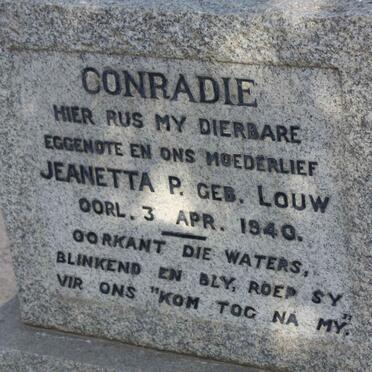 CONRADIE
HIER RUS MY DIERBARE
EGGENOTE EN ONS MOEDERLIEF
JEANETTA P. GEB. LOUW
OORL. 3 APR. 1940.
OORKANT DIE WATERS,
BLINKEND EN BLY, ROEP SY
VIR ONS "KOM TOG NA MY".